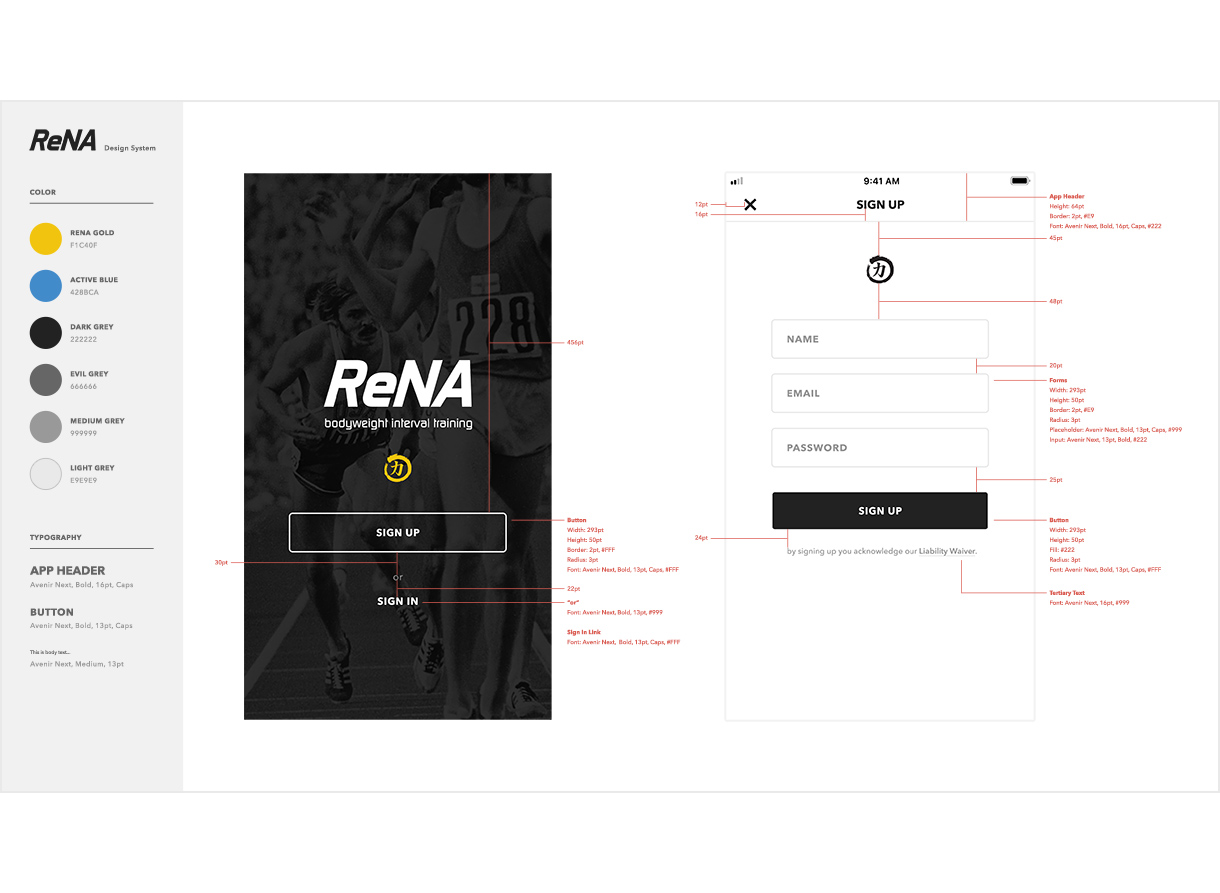 ReNA Design System
COLOR
RENA GOLD
F1C40F
ACTIVE BLUE
428BCA
DARK GREY
222222
EVIL GREY
666666
MEDIUM GREY
999999
LIGHT GREY
E9E9E9
TYPOGRAPHY
APP HEADER
Avenir Next, Bold, 16pt, Caps
BUTTON
Avenir Next, Bold, 13pt, Caps
This is body text...
Avenir Next, Medium, 13pt
228
ReNA
bodyweight interval training
力
SIGN UP
or
SIGN IN
30pt
456pt
Button
Width: 293pt
Height: 50pt
Border: 2pt, #FFF
Radius: 3pt
Font: Avenir Next, Bold, 13pt, Caps, #FFF
22pt
"or"
Font: Avenir Next, Bold, 13pt, #999
Sign In Link
Font: Avenir Next, Bold, 13pt, Caps, #FFF
9:41 AM
SIGN UP
12pt
16pt
力
NAME
EMAIL
PASSWORD
SIGN UP
24pt
by signing up you acknowledge our Liability Waiver.
App Header
Height: 64pt
Border: 2pt, #E9
Font: Avenir Next, Bold, 16pt, Caps, #222
45pt
48pt
20pt
Forms
Width: 293pt
Height: 50pt
Border: 2pt, #E9
Radius: 3pt
Placeholder: Avenir Next, Bold, 13pt, Caps, #999
Input: Avenir Next, 13pt, Bold, #222
25pt
Button
Width: 293pt
Height: 50pt
Fill: #222
Radius: 3pt
Font: Avenir Next, Bold, 13pt, Caps, #FFF
Tertiary Text
Font: Avenir Next, 16pt, #999